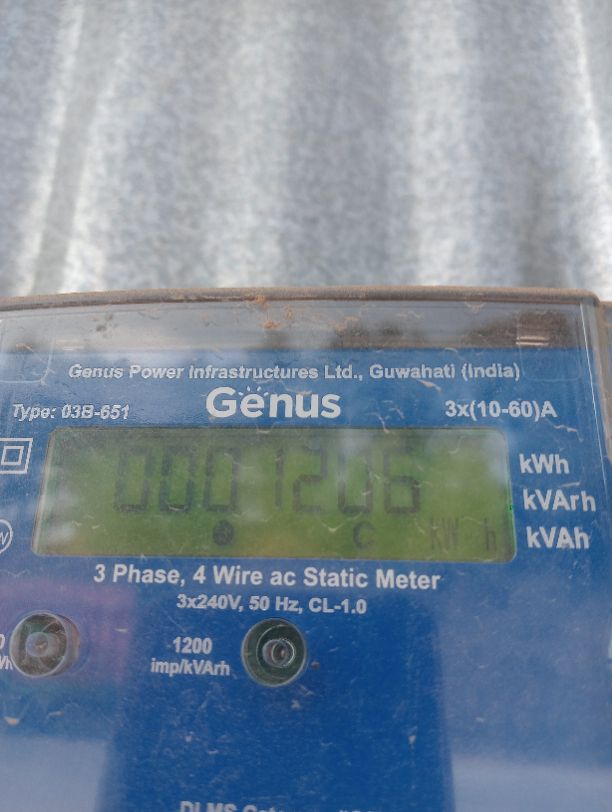 Genus Power Infrastructures Ltd., Guwahati (India)
Type: 03B-651 Genus 3x(10-60)A
0001206
kWh
kVArh
kVAh
C kW h
3 Phase, 4 Wire ac Static Meter
3x240V, 50 Hz, CL-1.0
1200
imp/kVArh